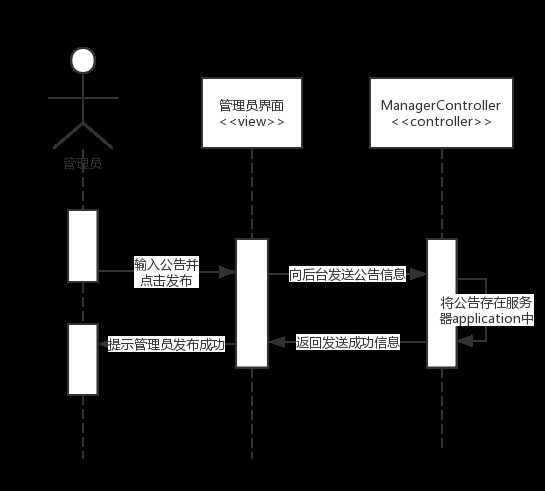 管理员界面
<<view>>
ManagerController
<<controller>>
管理员
输入公告并
点击发布
向后台发送公告信息
将公告存在服务
器application中
提示管理员发布成功
返回发送成功信息